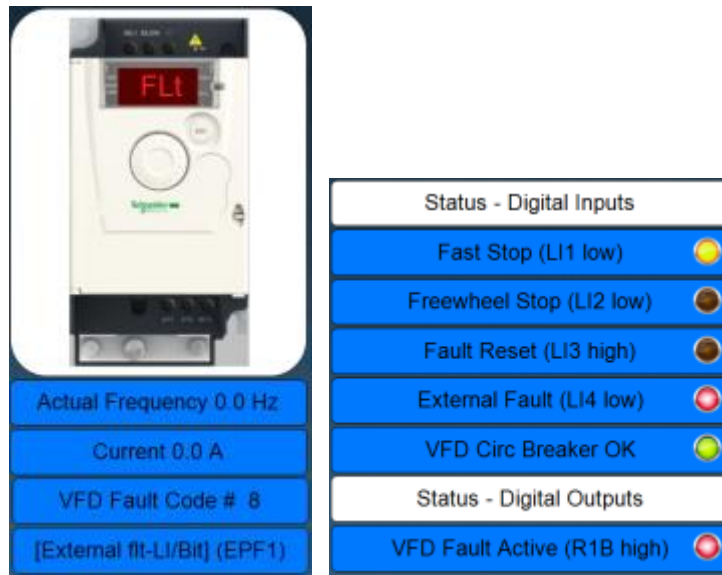 FLt
Schneider
Actual Frequency 0.0 Hz
Current 0.0 A
VFD Fault Code # 8
[External flt-LI/Bit] (EPF1)
Status - Digital Inputs
Fast Stop (LI1 low)
Freewheel Stop (LI2 low)
Fault Reset (LI3 high)
External Fault (LI4 low)
VFD Circ Breaker OK
Status - Digital Outputs
VFD Fault Active (R1B high)